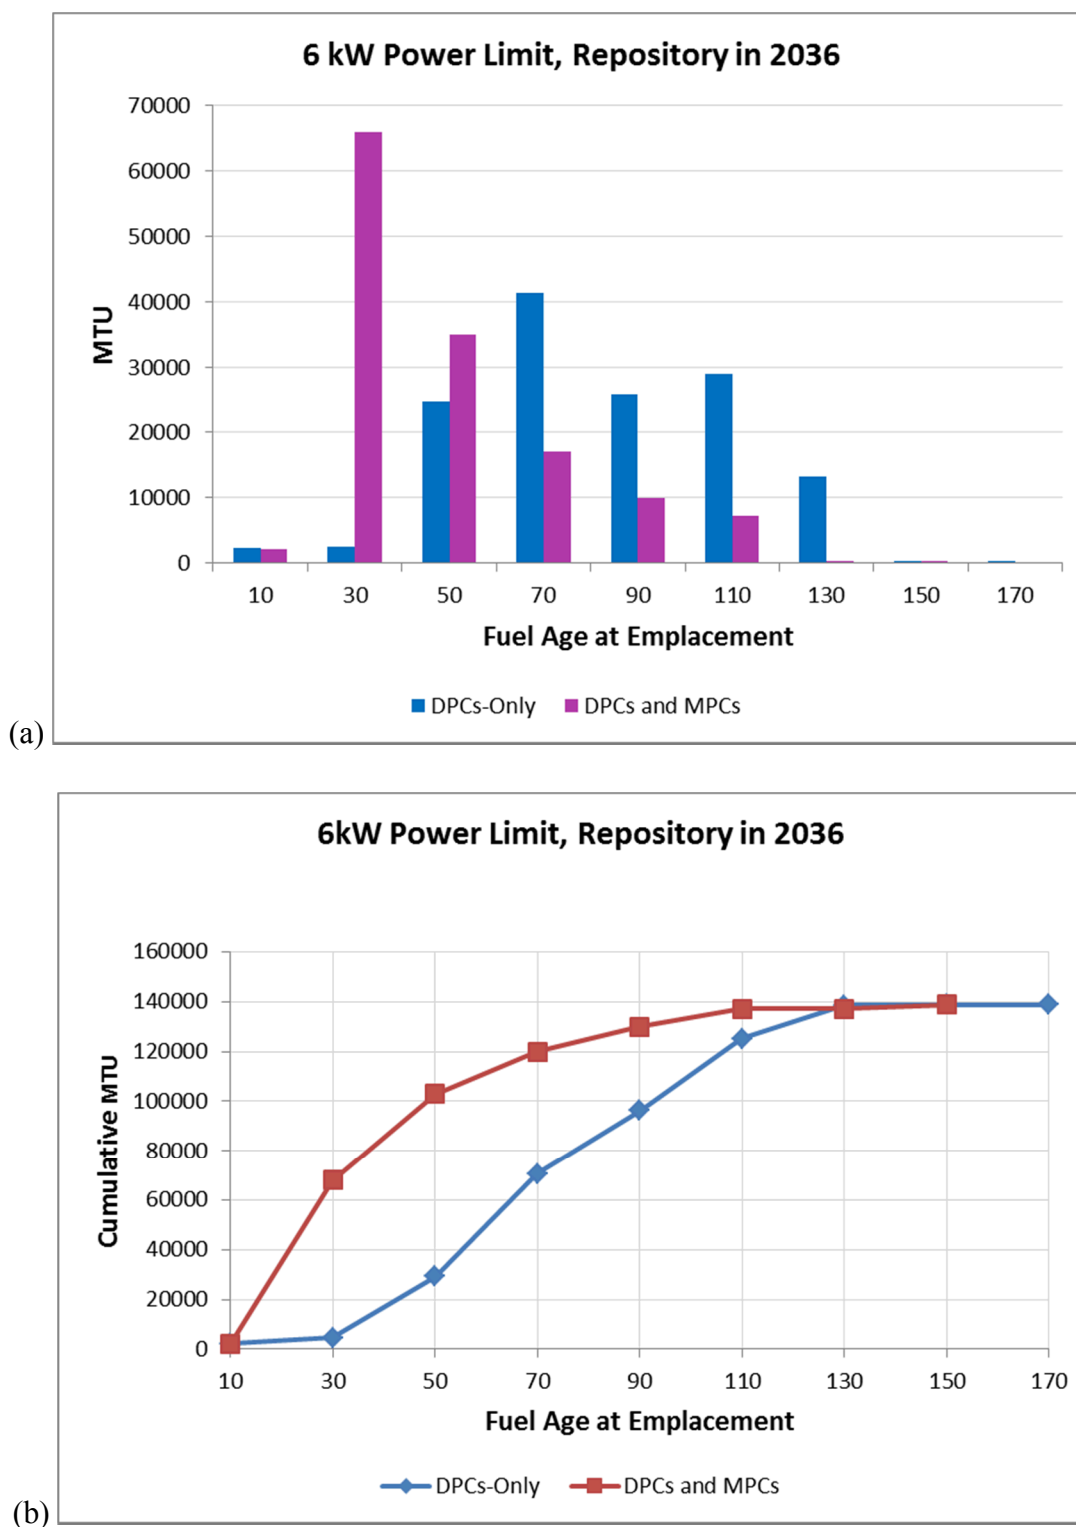 6 kW Power Limit, Repository in 2036
70000
60000
50000
40000
30000
20000
10000
0
MTU
10 30 50 70 90 110 130 150 170
Fuel Age at Emplacement
DPCs-Only DPCs and MPCs
(a)
6kW Power Limit, Repository in 2036
160000
140000
120000
100000
80000
60000
40000
20000
0
Cumulative MTU
10 30 50 70 90 110 130 150 170
Fuel Age at Emplacement
DPCs-Only DPCs and MPCs
(b)